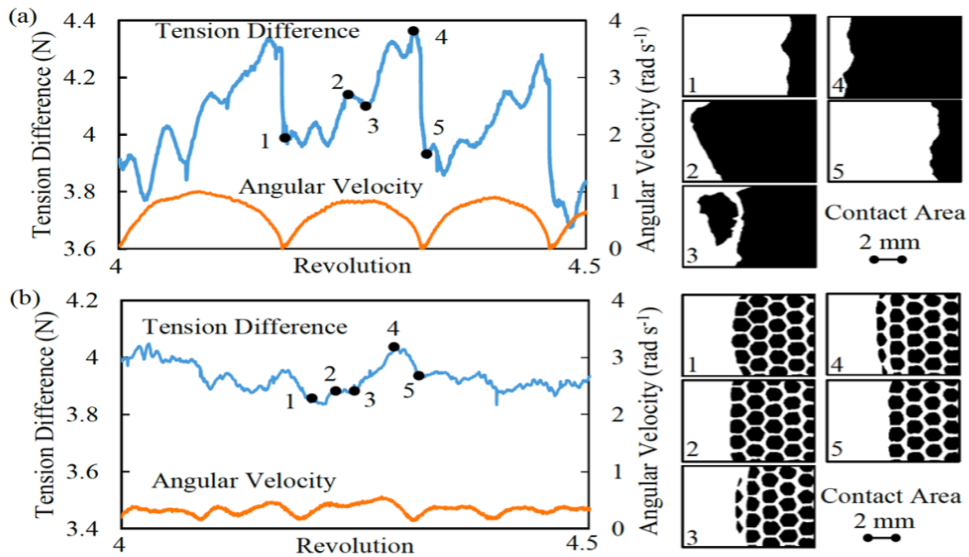 (a)
Tension Difference (N)
4.4
4.2
4
3.8
3.6
Tension Difference
1
2
3
4
5
Angular Velocity
4
Revolution
4.5
4
3
2
1
0
Angular Velocity (rad s⁻¹)
1
4
2
5
3
Contact Area
2 mm
(b)
Tension Difference (N)
4.2
4
3.8
3.6
3.4
Tension Difference
1
2
3
4
5
Angular Velocity
4
Revolution
4.5
4
3
2
1
0
Angular Velocity (rad s⁻¹)
1
4
2
5
3
Contact Area
2 mm